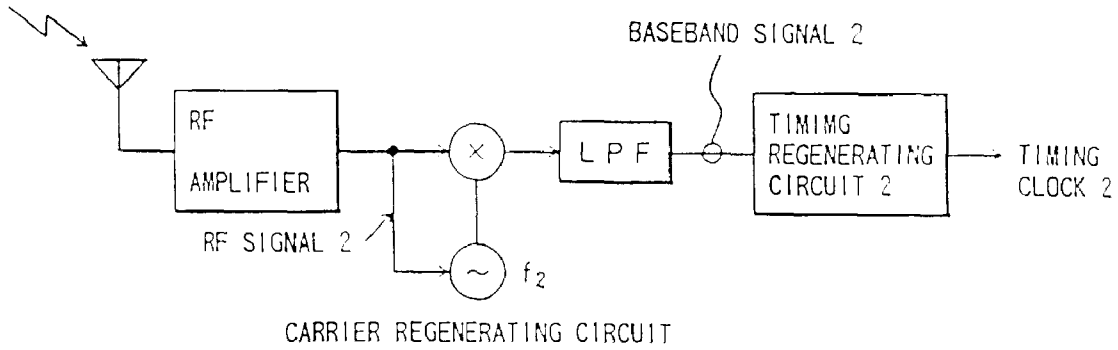 BASEBAND SIGNAL 2
RF
AMPLIFIER
×
LPF
TIMIMG
REGENERATING
CIRCUIT 2
TIMING
CLOCK 2
RF SIGNAL 2
~
f2
CARRIER REGENERATING CIRCUIT